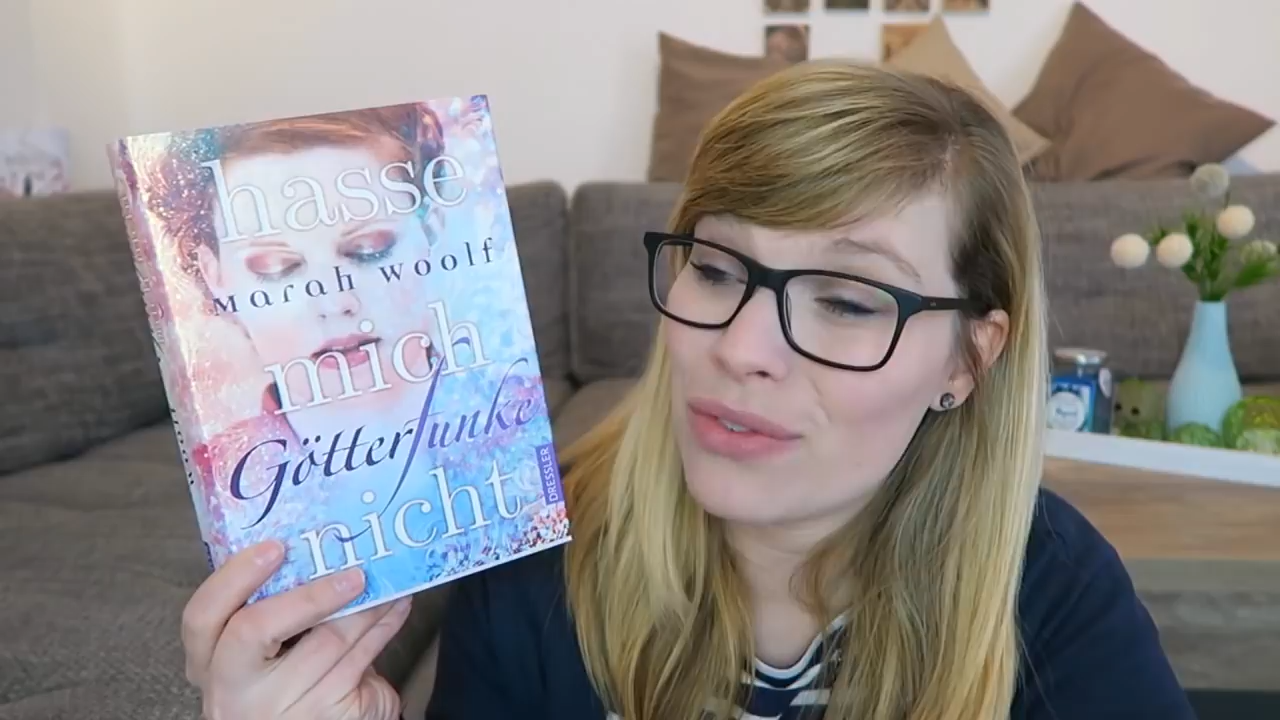 hasse
Marah Woolf
mich
Götterfunke
nicht
DRESSLER